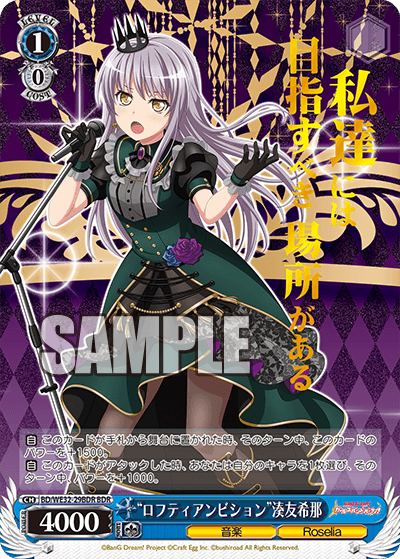 LEVEL
1
0
COST
私達には
目指すべき場所がある
SAMPLE
自 このカードが手札から舞台に置かれた時、そのターン中、このカードの
パワーを+1500。
自 このカードがアタックした時、あなたは自分のキャラを1枚選び、そのターン
中、パワーを+1000。
CH BD/WE32-29BDR BDR
POWER
4000
"ロフティアンビション"湊友希那
音楽
Roselia
©BanG Dream! Project ©Craft Egg Inc. ©bushiroad All Rights Reserved.